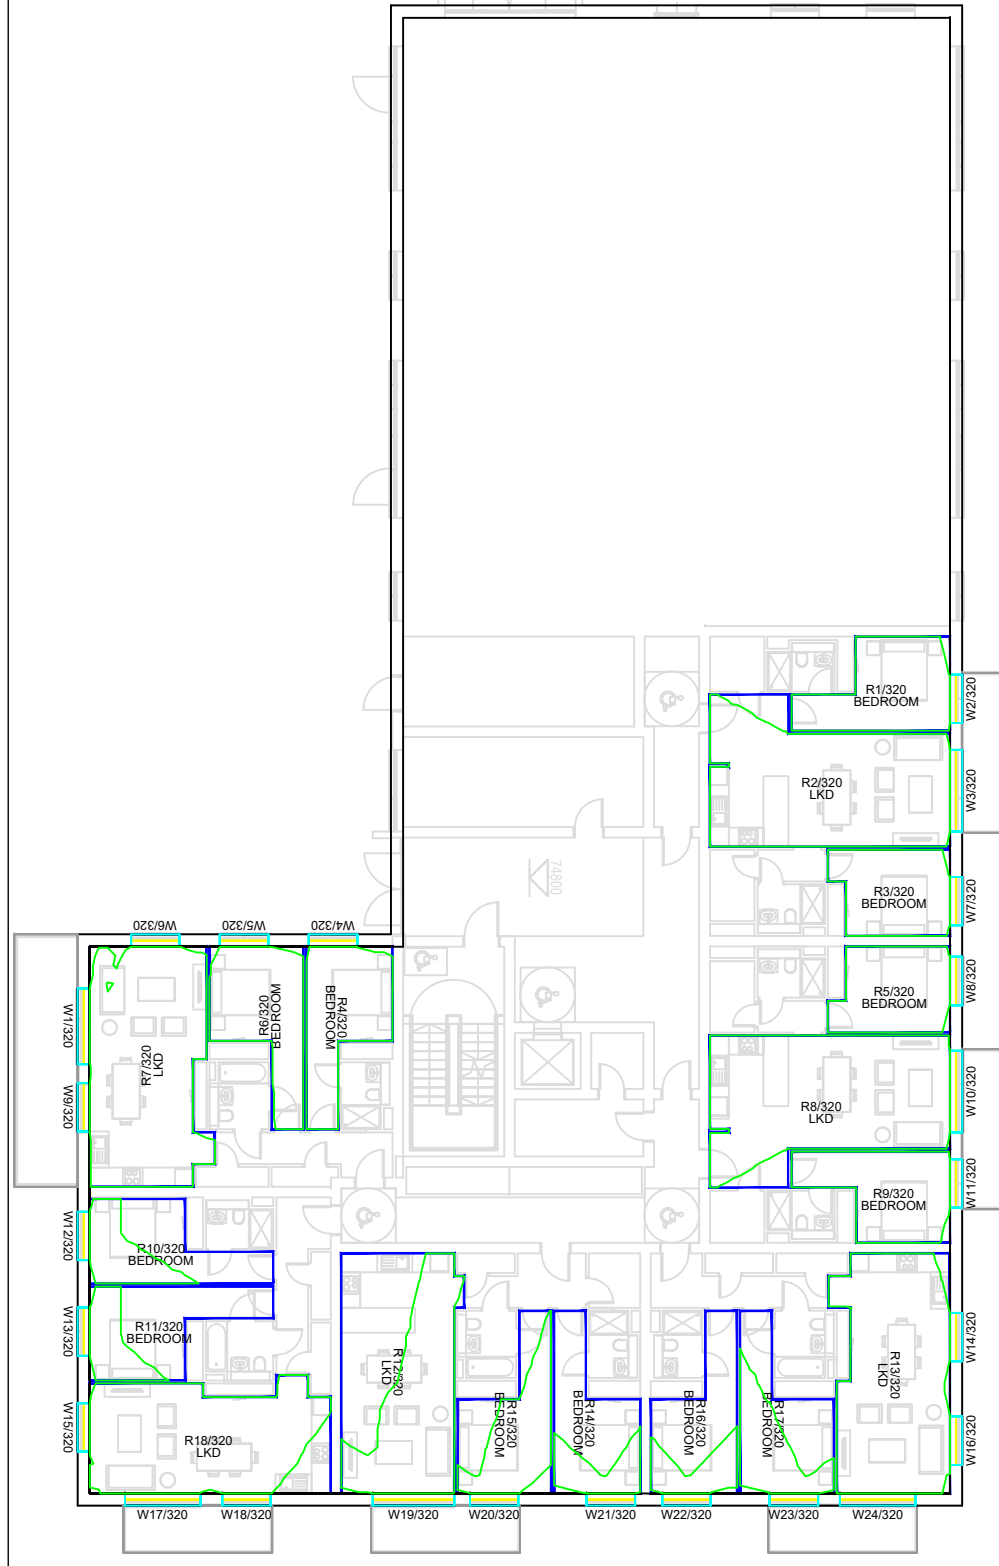 R1/320
BEDROOM
W2/320
R2/320
LKD
W3/320
74800
R3/320
BEDROOM
W7/320
W6/320
W5/320
W4/320
R5/320
BEDROOM
W8/320
R6/320
BEDROOM
R4/320
BEDROOM
W1/320
R7/320
LKD
W9/320
R8/320
LKD
W10/320
W11/320
R9/320
BEDROOM
W12/320
R10/320
BEDROOM
W13/320
R11/320
BEDROOM
R12/320
LKD
R13/320
LKD
W14/320
W15/320
R18/320
LKD
R15/320
BEDROOM
R14/320
BEDROOM
R16/320
BEDROOM
R17/320
BEDROOM
W16/320
W17/320
W18/320
W19/320
W20/320
W21/320
W22/320
W23/320
W24/320